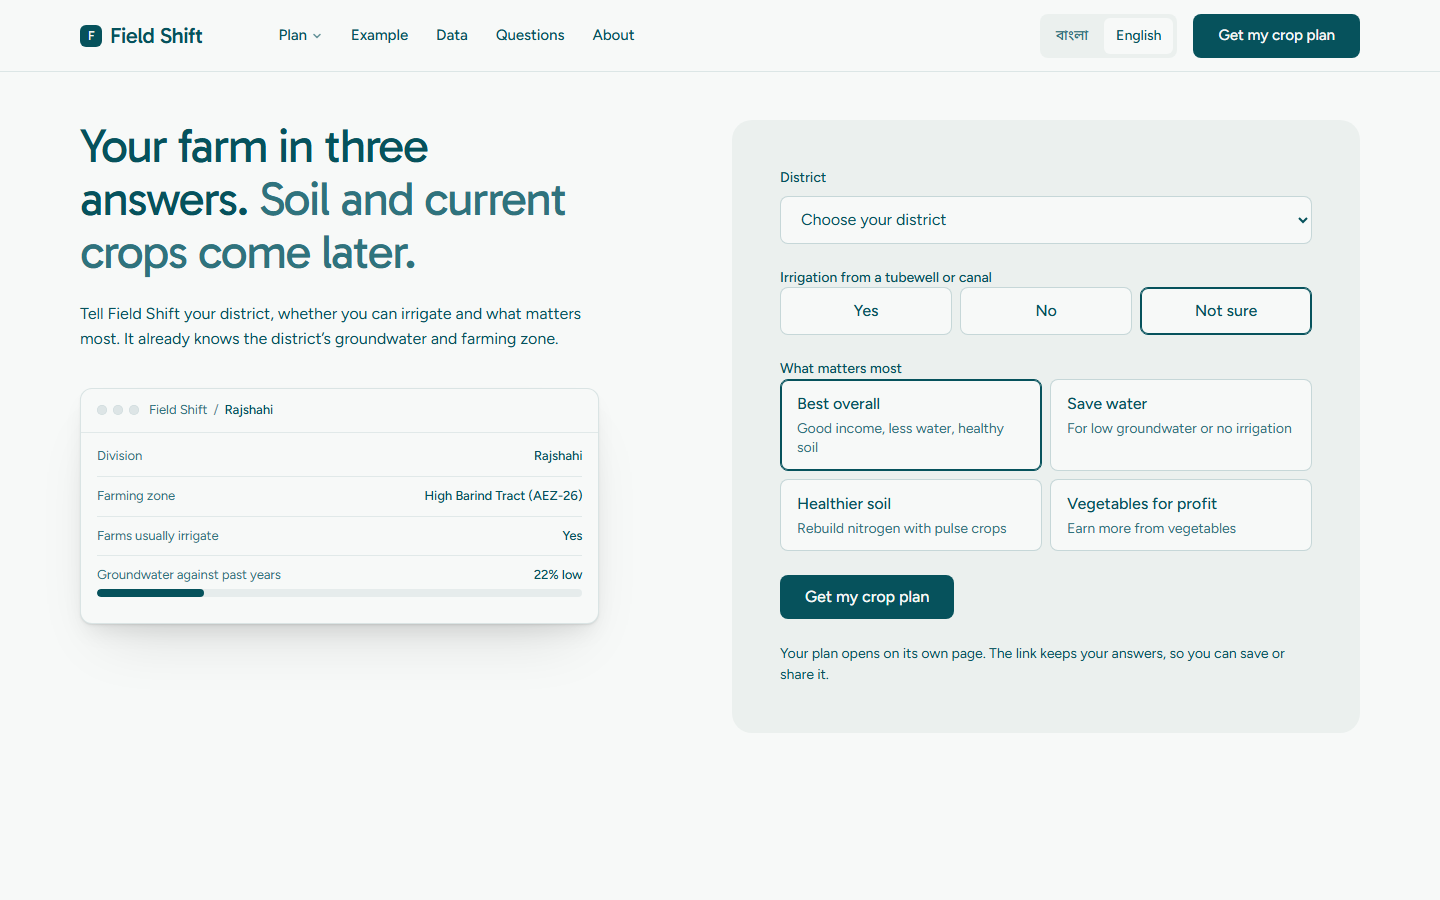 F Field Shift
Plan
Example
Data
Questions
About
বাংলা
English
Get my crop plan
Your farm in three
answers. Soil and current
crops come later.
Tell Field Shift your district, whether you can irrigate and what matters
most. It already knows the district’s groundwater and farming zone.
Field Shift / Rajshahi
Division Rajshahi
Farming zone High Barind Tract (AEZ-26)
Farms usually irrigate Yes
Groundwater against past years 22% low
District
Choose your district
Irrigation from a tubewell or canal
Yes
No
Not sure
What matters most
Best overall
Good income, less water, healthy
soil
Save water
For low groundwater or no irrigation
Healthier soil
Rebuild nitrogen with pulse crops
Vegetables for profit
Earn more from vegetables
Get my crop plan
Your plan opens on its own page. The link keeps your answers, so you can save or
share it.